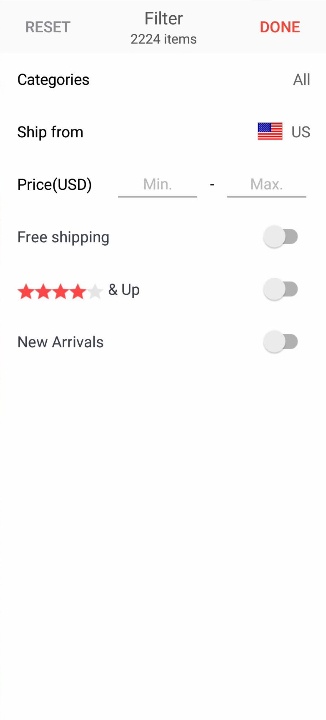 RESET
Filter
DONE
2224 items
Categories
All
Ship from
US
Price(USD)
Min.
-
Max.
Free shipping
& Up
New Arrivals